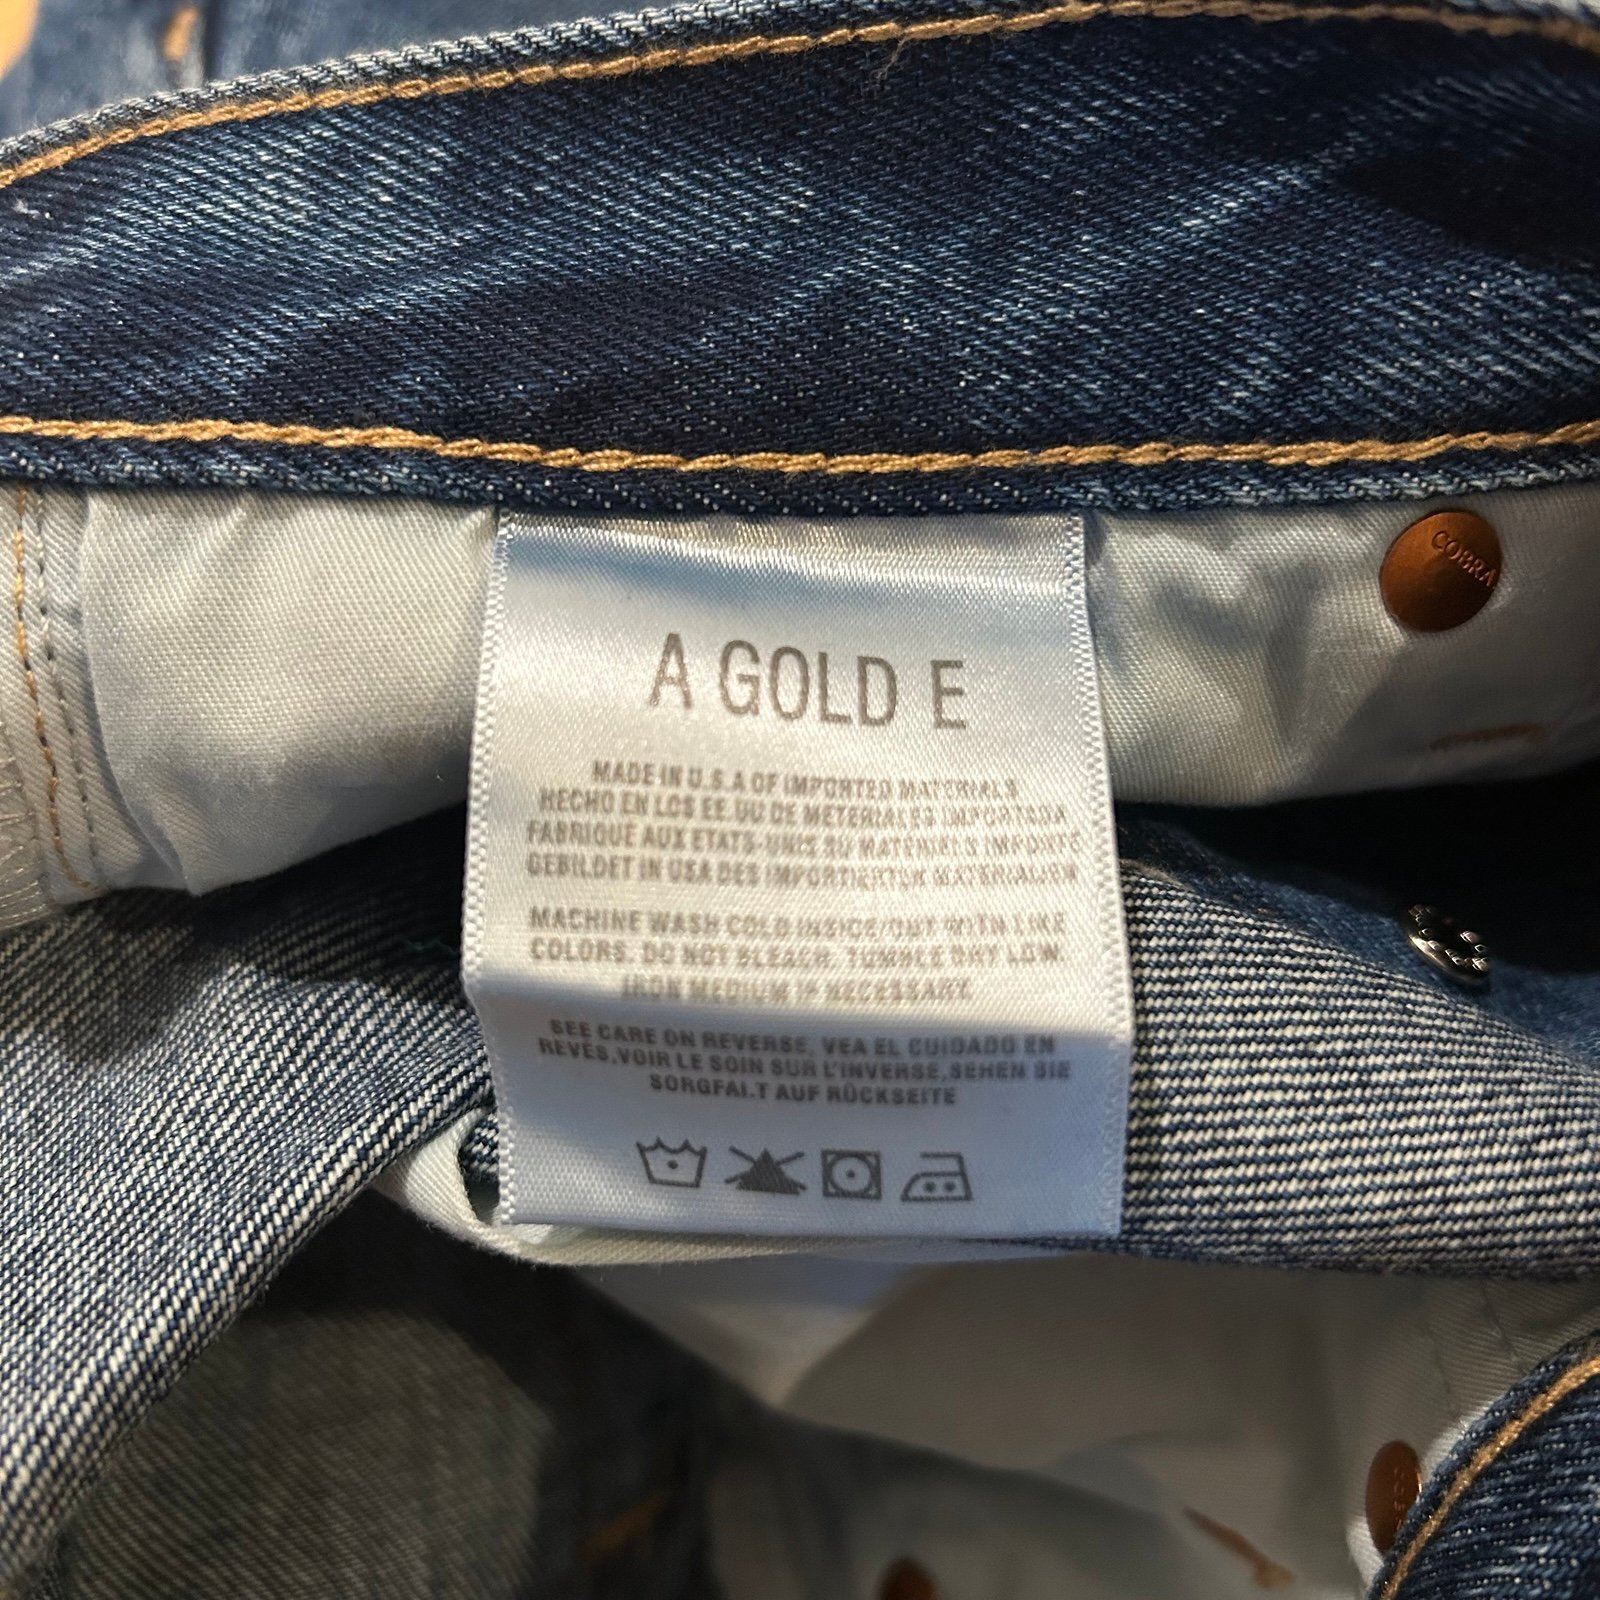 A GOLD E
COBRA
MADE IN U.S.A OF IMPORTED MATERIALS
HECHO EN LOS EE.UU DE METERIALES IMPORTADA
FABRIQUE AUX ETATS-UNIS SU MATERIALS IMPORTE
GEBILDET IN USA DES IMPORTIERTEN MATERIALIEN
MACHINE WASH COLD INSIDE/OUT WITH LIKE
COLORS. DO NOT BLEACH. TUMBLE DRY LOW.
IRON MEDIUM IF NECESSARY.
SEE CARE ON REVERSE, VEA EL CUIDADO EN
REVES,VOIR LE SOIN SUR L'INVERSE,SEHEN SIE
SORGFALT AUF RÜCKSEITE